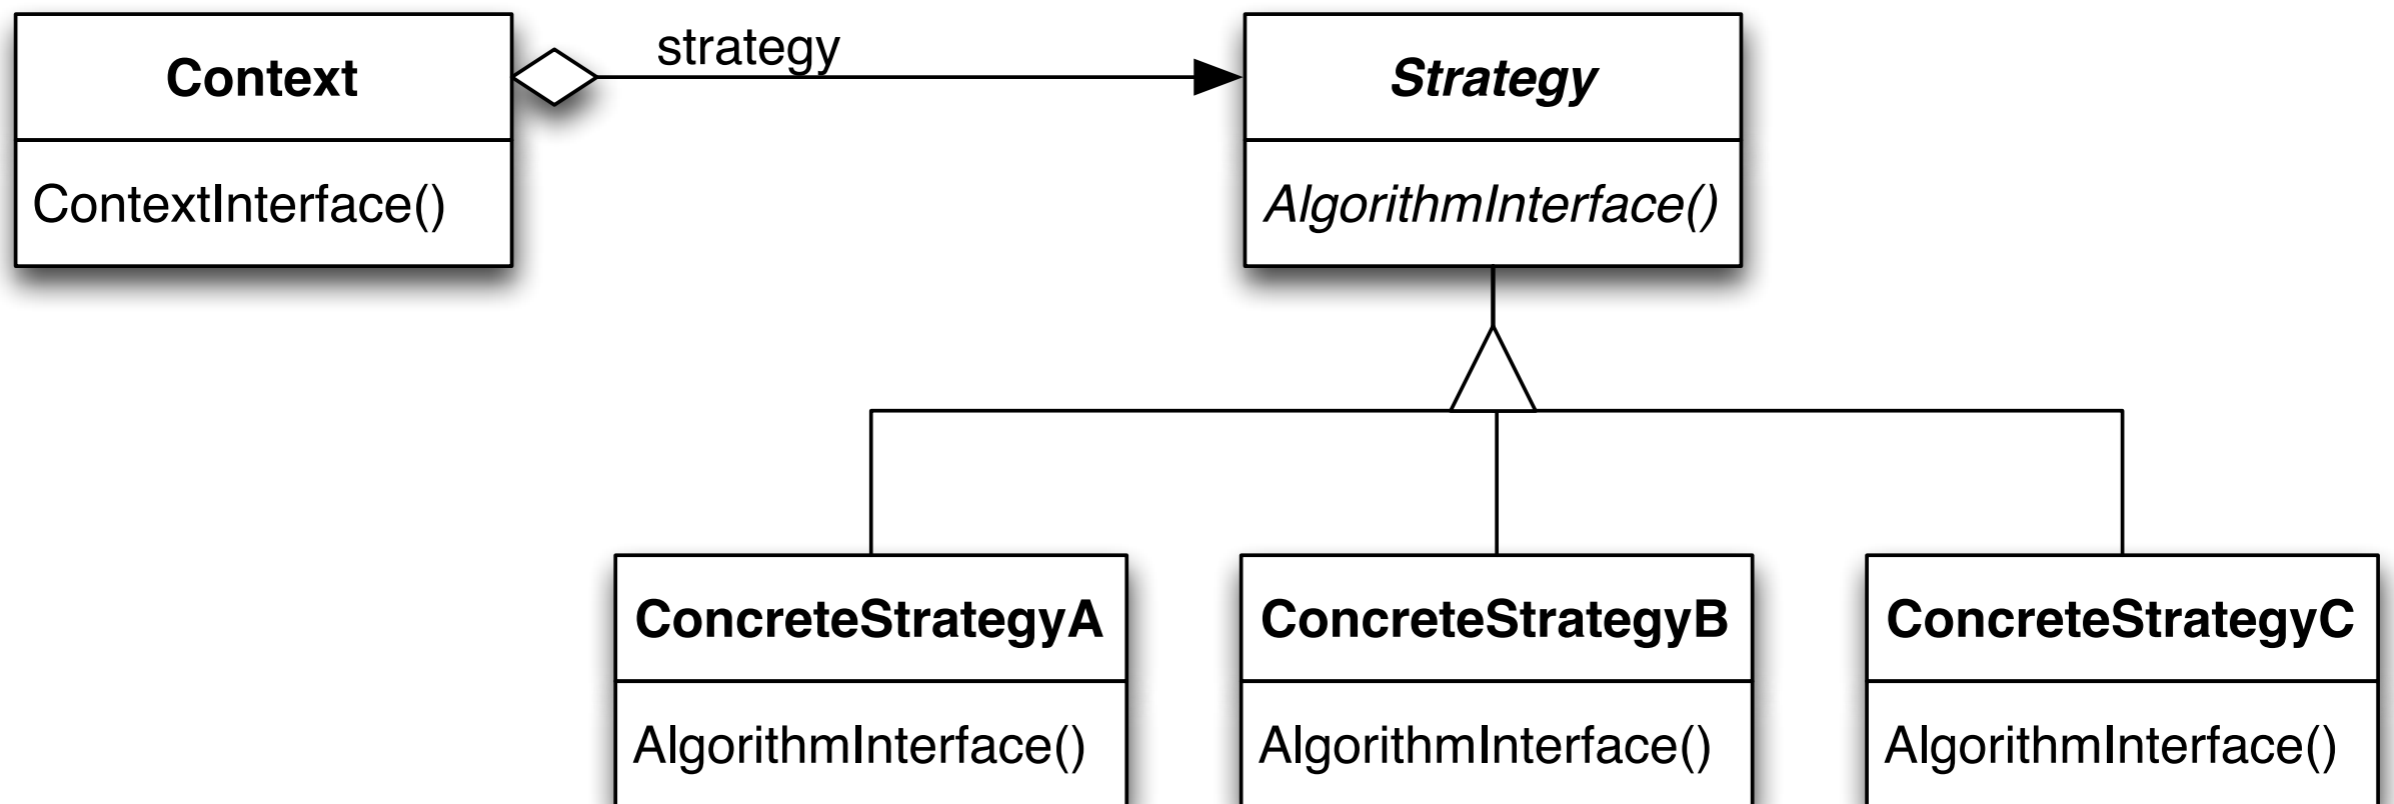 Context
ContextInterface()
strategy
Strategy
AlgorithmInterface()
ConcreteStrategyA
AlgorithmInterface()
ConcreteStrategyB
AlgorithmInterface()
ConcreteStrategyC
AlgorithmInterface()